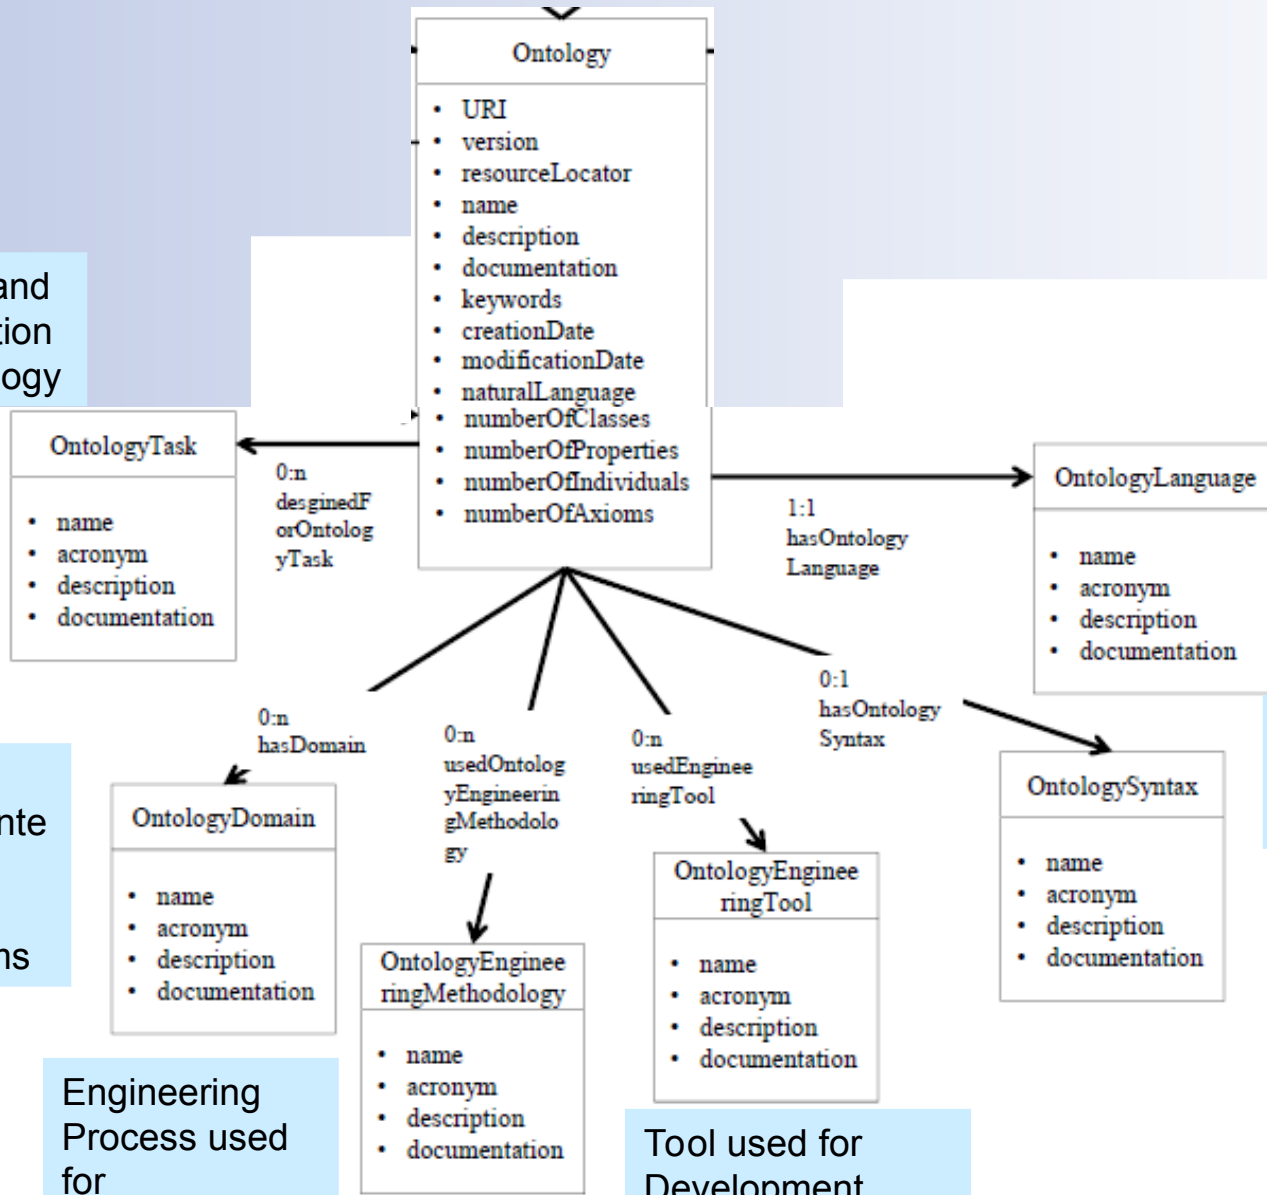 Ontology
• URI
• version
• resourceLocator
• name
• description
• documentation
• keywords
• creationDate
• modificationDate
• naturalLanguage
• numberOfClasses
• numberOfProperties
• numberOfIndividuals
• numberOfAxioms
and
tion
ogy
OntologyTask
• name
• acronym
• description
• documentation
0:n
desginedF
orOntolog
yTask
1:1
hasOntology
Language
OntologyLanguage
• name
• acronym
• description
• documentation
0:n
hasDomain
0:n
usedOntolog
yEngineerin
gMethodolo
gy
0:n
usedEnginee
ringTool
0:1
hasOntology
Syntax
nte
ns
OntologyDomain
• name
• acronym
• description
• documentation
OntologyEnginee
ringMethodology
• name
• acronym
• description
• documentation
OntologyEnginee
ringTool
• name
• acronym
• description
• documentation
OntologySyntax
• name
• acronym
• description
• documentation
Engineering
Process used
for
Tool used for
Development